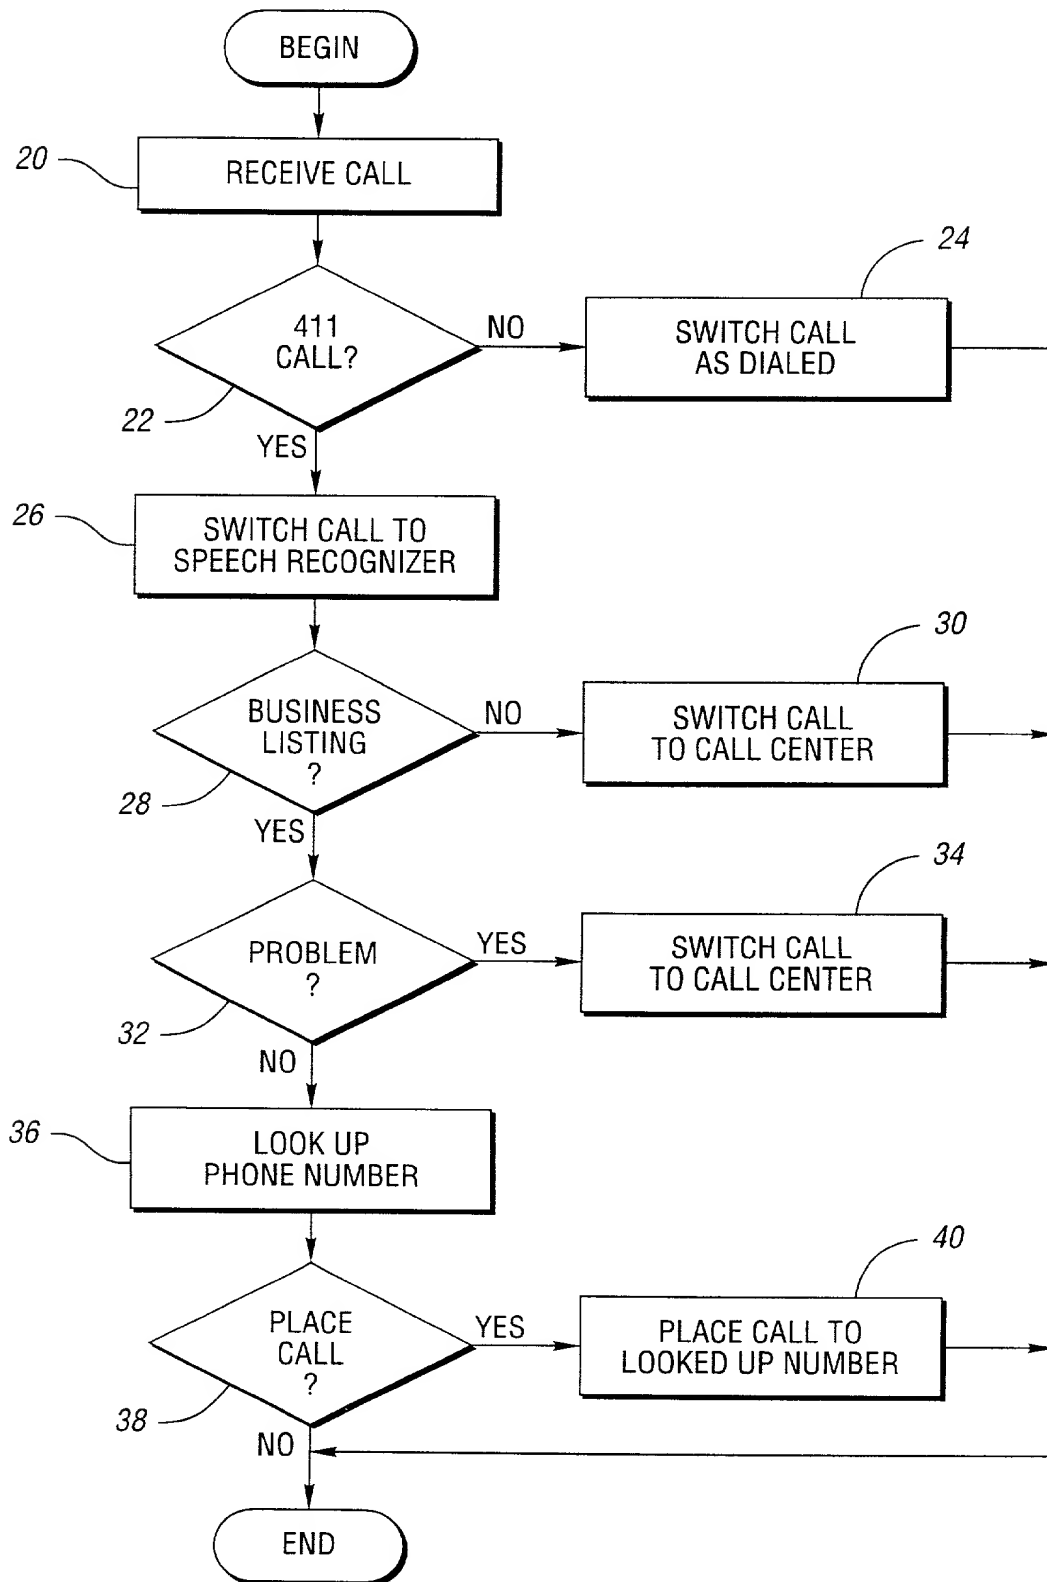 BEGIN
20
RECEIVE CALL
24
411
CALL?
NO
SWITCH CALL
AS DIALED
22
YES
26
SWITCH CALL TO
SPEECH RECOGNIZER
30
BUSINESS
LISTING
?
NO
SWITCH CALL
TO CALL CENTER
28
YES
34
PROBLEM
?
YES
SWITCH CALL
TO CALL CENTER
32
NO
36
LOOK UP
PHONE NUMBER
40
PLACE
CALL
?
YES
PLACE CALL TO
LOOKED UP NUMBER
38
NO
END